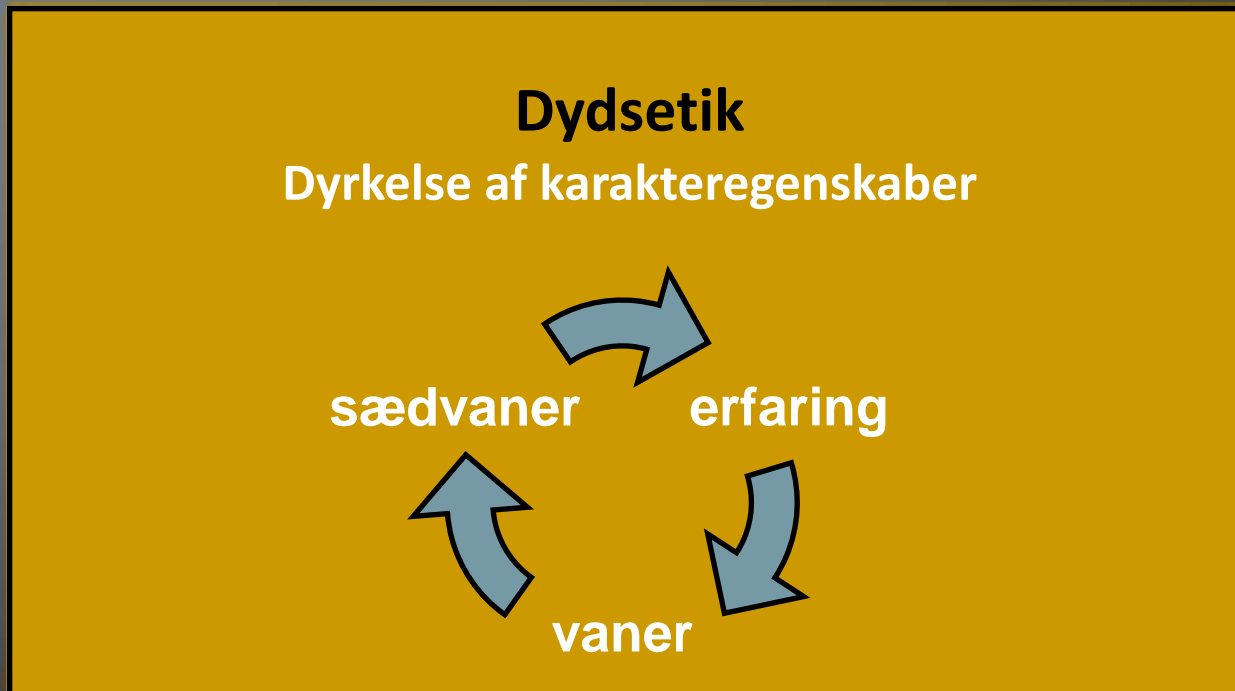 Dydsetik
Dyrkelse af karakteregenskaber
sædvaner erfaring
vaner